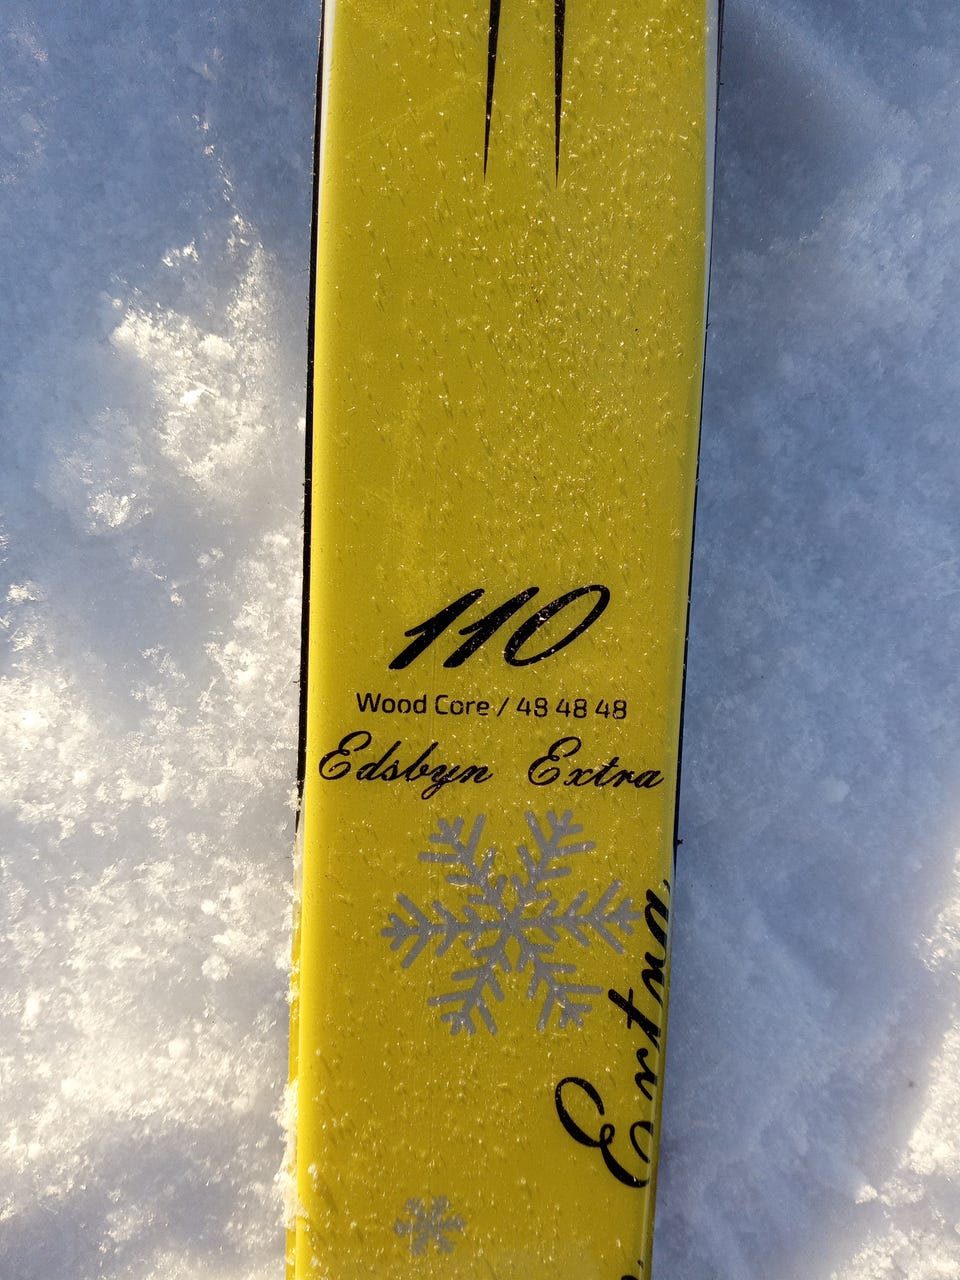 110
Wood Core / 48 48 48
Edsbyn Extra
Extra